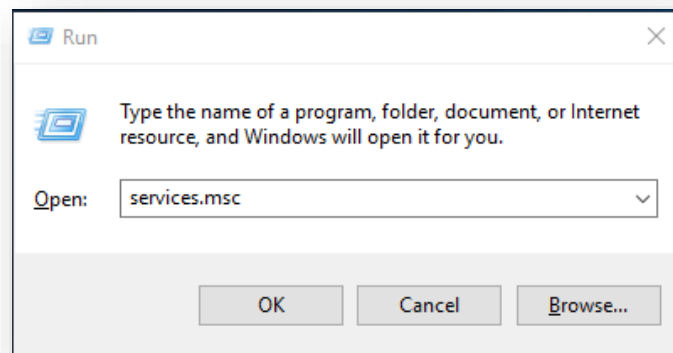 Run
Type the name of a program, folder, document, or Internet
resource, and Windows will open it for you.
Open: services.msc
OK Cancel Browse...